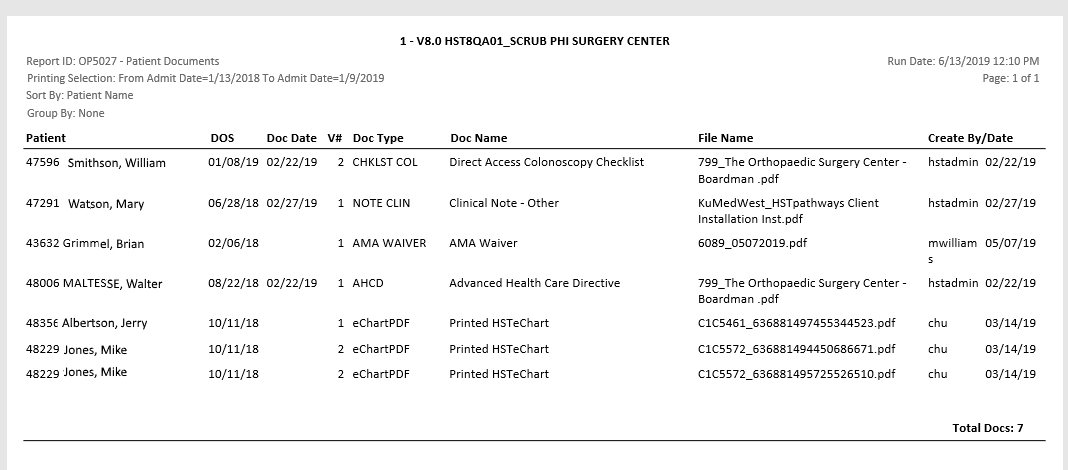 1 - V8.0 HST8QA01_SCRUB PHI SURGERY CENTER
Report ID: OP5027 - Patient Documents Run Date: 6/13/2019 12:10 PM
Printing Selection: From Admit Date=1/13/2018 To Admit Date=1/9/2019 Page: 1 of 1
Sort By: Patient Name
Group By: None
Patient DOS Doc Date V# Doc Type Doc Name File Name Create By/Date
47596 Smithson, William 01/08/19 02/22/19 2 CHKLST COL Direct Access Colonoscopy Checklist 799_The Orthopaedic Surgery Center - hstadmin 02/22/19
Boardman .pdf
47291 Watson, Mary 06/28/18 02/27/19 1 NOTE CLIN Clinical Note - Other KuMedWest_HSTpathways Client hstadmin 02/27/19
Installation Inst.pdf
43632 Grimmel, Brian 02/06/18 1 AMA WAIVER AMA Waiver 6089_05072019.pdf mwilliam 05/07/19
s
48006 MALTESSE, Walter 08/22/18 02/22/19 1 AHCD Advanced Health Care Directive 799_The Orthopaedic Surgery Center - hstadmin 02/22/19
Boardman .pdf
48356 Albertson, Jerry 10/11/18 1 eChartPDF Printed HSTeChart C1C5461_636881497455344523.pdf chu 03/14/19
48229 Jones, Mike 10/11/18 2 eChartPDF Printed HSTeChart C1C5572_636881494450686671.pdf chu 03/14/19
48229 Jones, Mike 10/11/18 2 eChartPDF Printed HSTeChart C1C5572_636881495725526510.pdf chu 03/14/19
Total Docs: 7